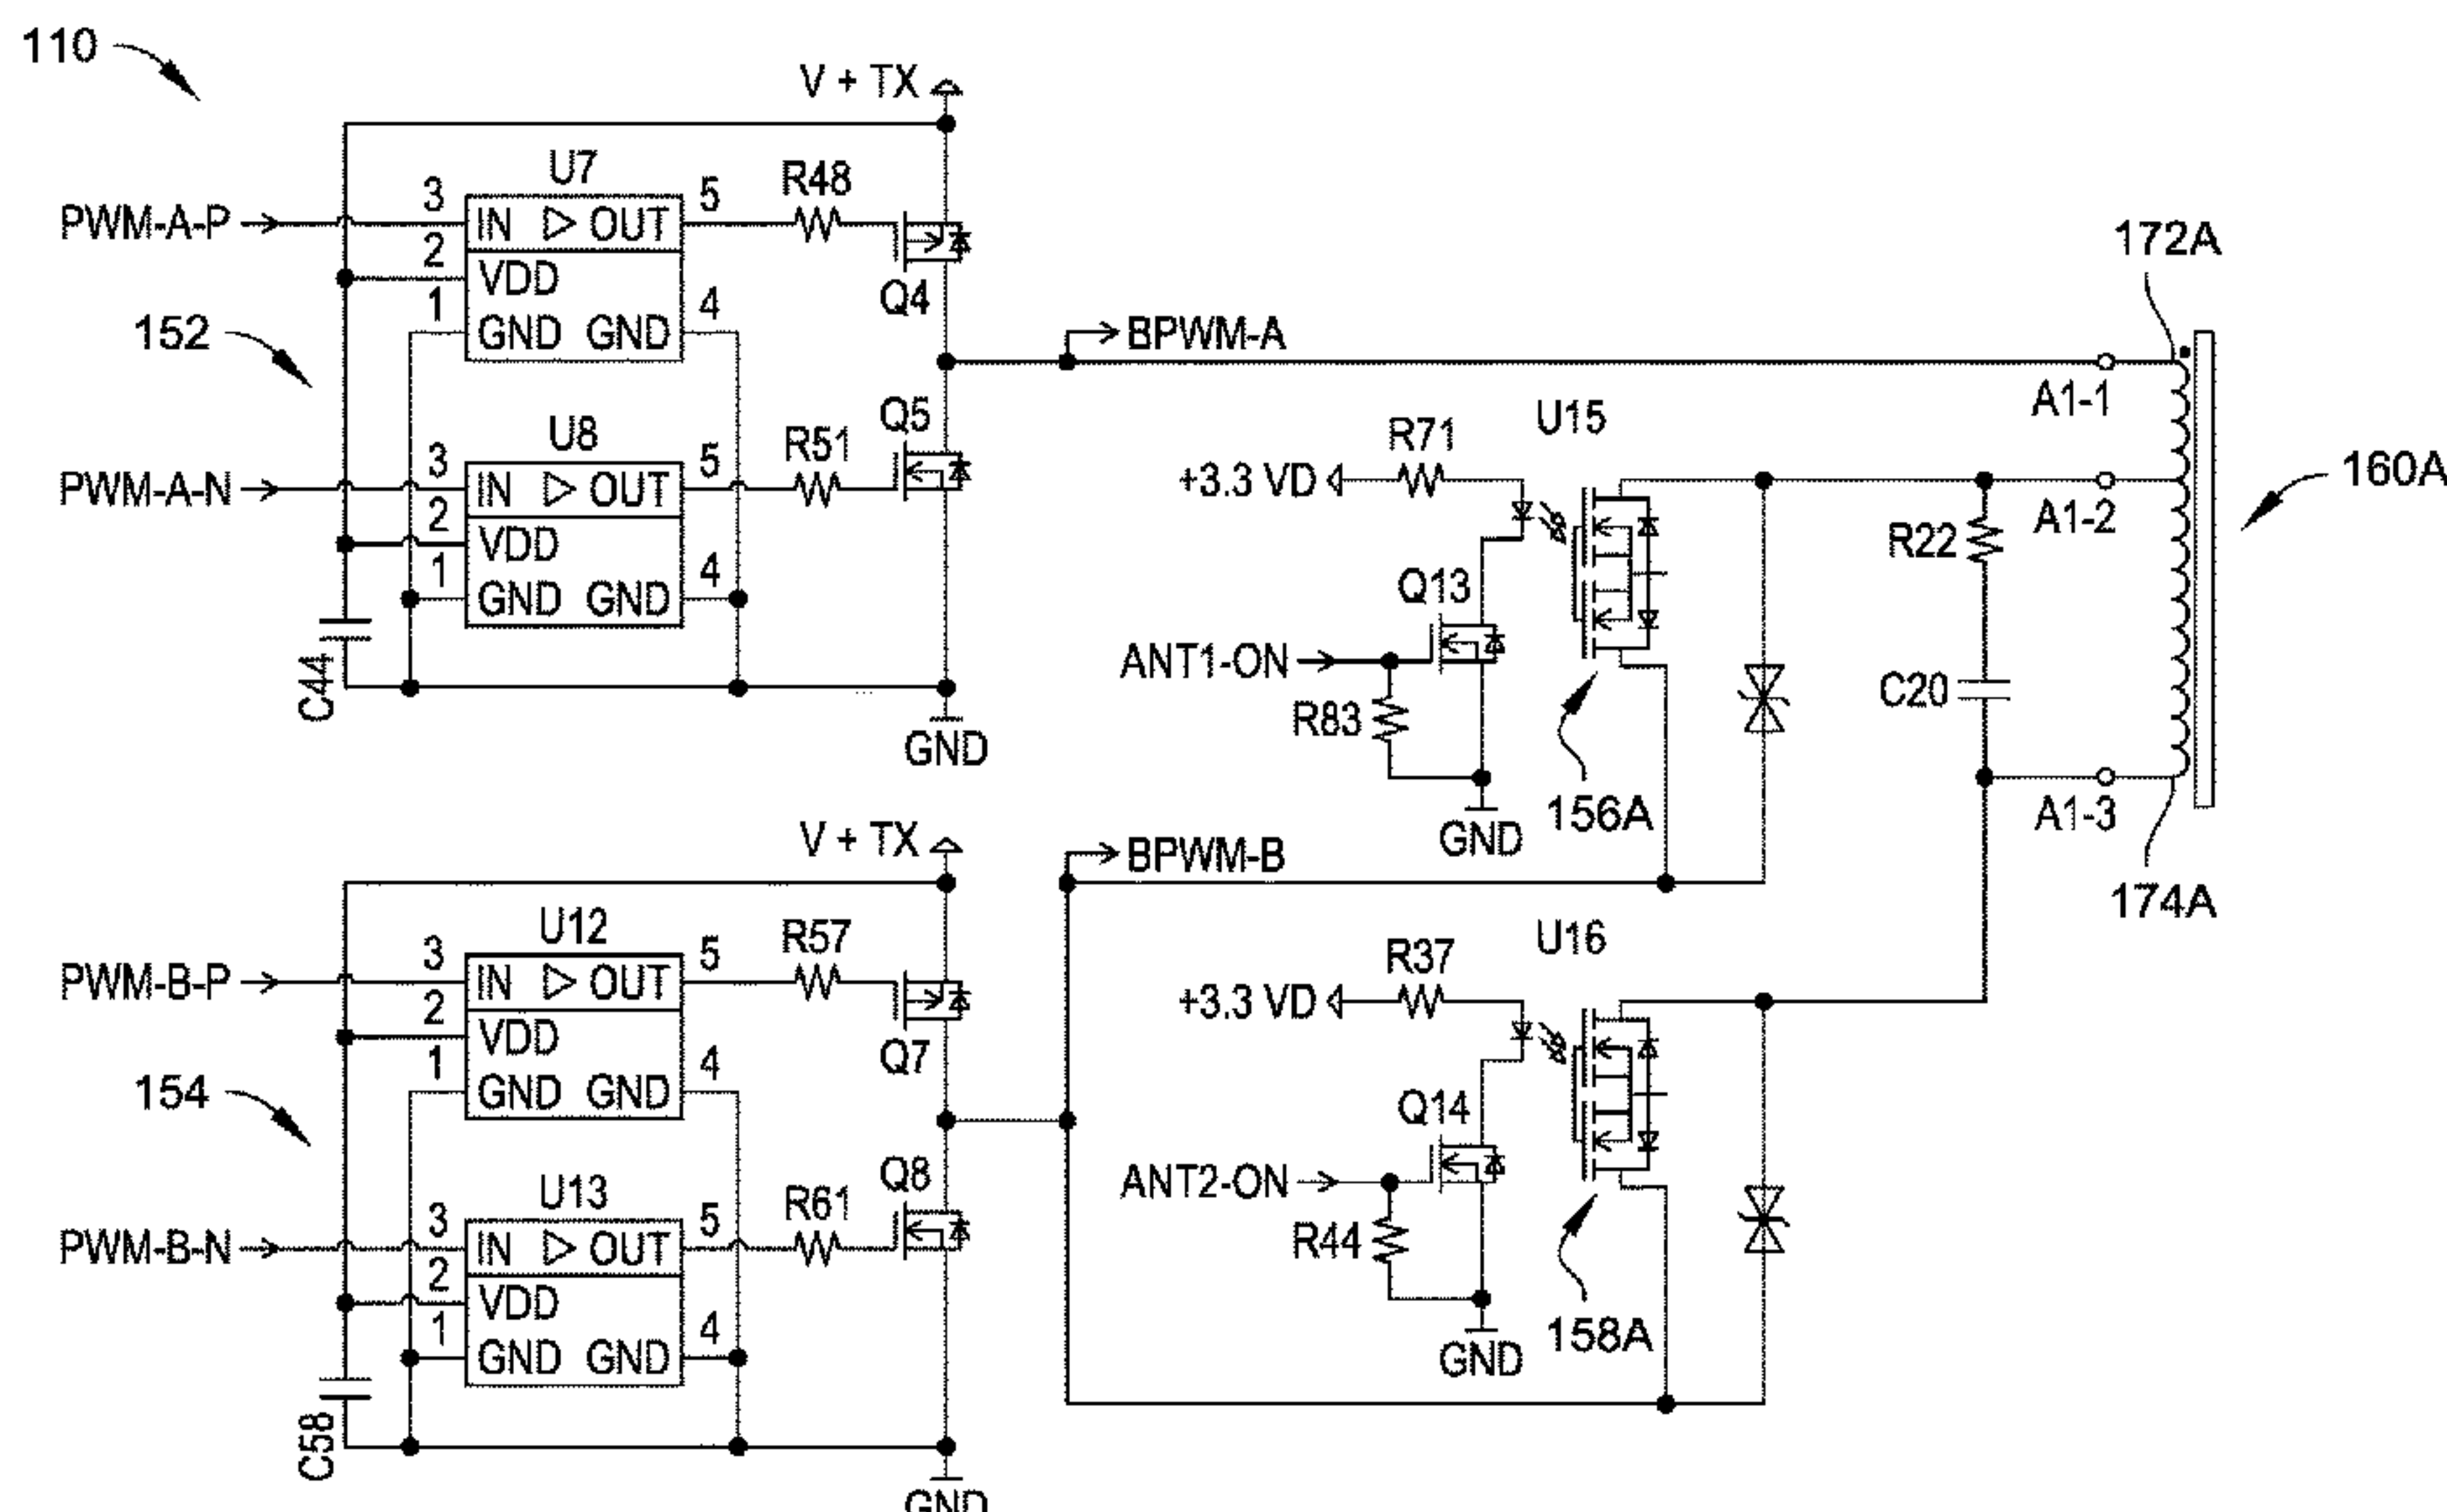 110
V + TX
U7
R48
PWM-A-P
3
IN
OUT
5
2
VDD
1
GND
GND
4
Q4
152
BPWM-A
172A
A1-1
U8
R51
Q5
PWM-A-N
3
IN
OUT
5
2
VDD
1
GND
GND
4
C44
GND
+3.3 VD
R71
U15
A1-2
160A
R22
Q13
ANT1-ON
R83
C20
GND
156A
A1-3
174A
V + TX
BPWM-B
U12
R57
PWM-B-P
3
IN
OUT
5
2
VDD
1
GND
GND
4
Q7
154
U13
R61
Q8
PWM-B-N
3
IN
OUT
5
2
VDD
1
GND
GND
4
C58
GND
+3.3 VD
R37
U16
Q14
ANT2-ON
R44
GND
158A